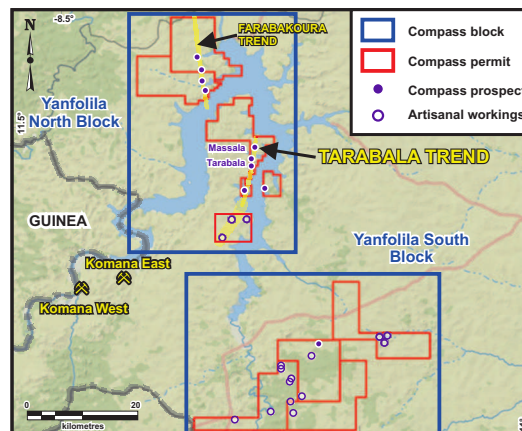 -8.5°
N
11.5°
FARABAKOURA
TREND
Compass block
Compass permit
Compass prospect
Artisanal workings
Yanfolila
North Block
Massala
Tarabala
TARABALA TREND
GUINEA
Komana East
Komana West
Yanfolila South
Block
0
20
kilometres